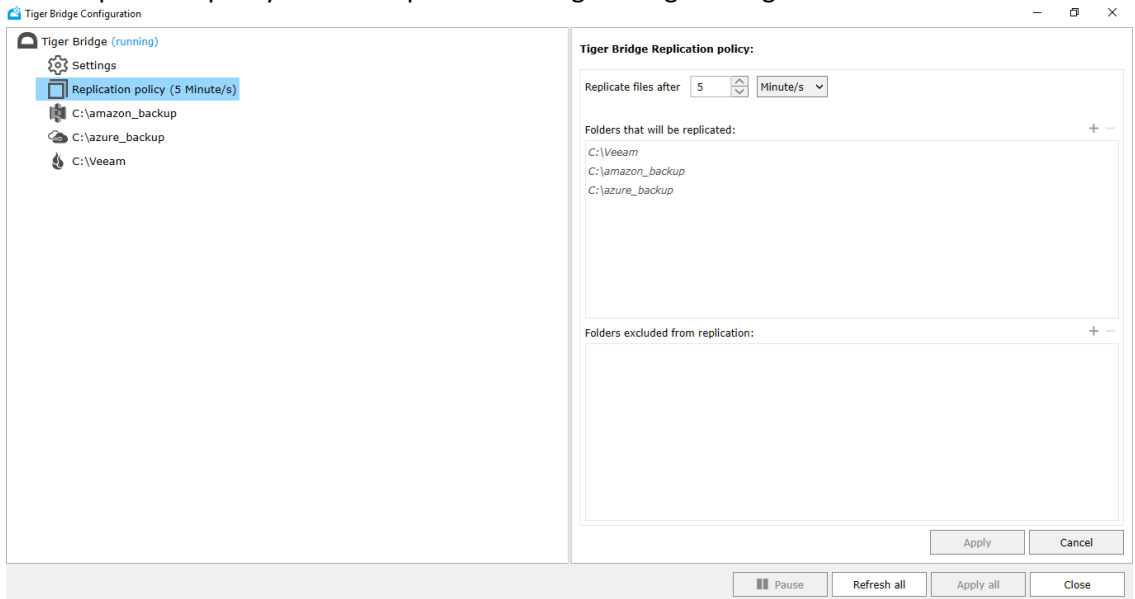 Tiger Bridge Configuration
Tiger Bridge (running)
Settings
Replication policy (5 Minute/s)
C:\amazon_backup
C:\azure_backup
C:\Veeam
Tiger Bridge Replication policy:
Replicate files after 5 Minute/s
Folders that will be replicated:
C:\Veeam
C:\amazon_backup
C:\azure_backup
Folders excluded from replication:
Apply Cancel
Pause Refresh all Apply all Close